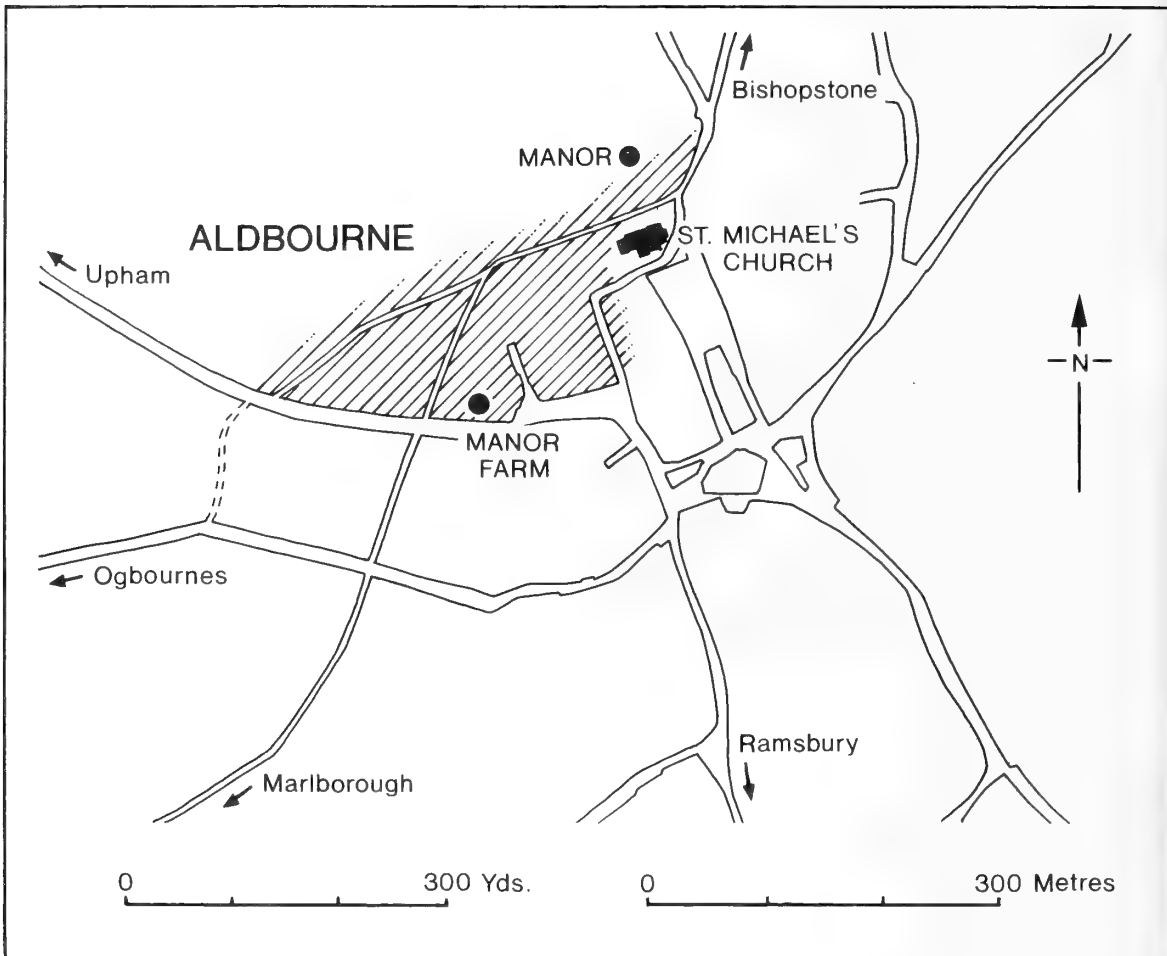 Bishopstone
MANOR
ALDBOURNE
ST. MICHAEL'S
CHURCH
Upham
N
MANOR
FARM
Ogbournes
Ramsbury
Marlborough
0 300 Yds.
0 300 Metres